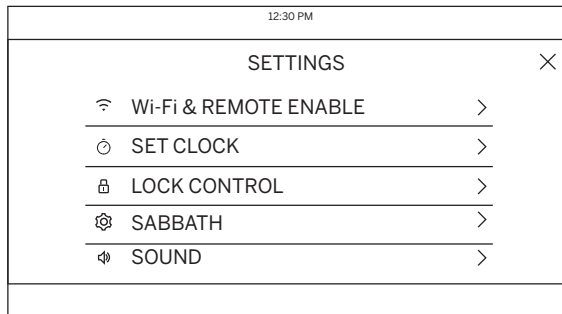 12:30 PM
SETTINGS
Wi-Fi & REMOTE ENABLE
SET CLOCK
LOCK CONTROL
SABBATH
SOUND